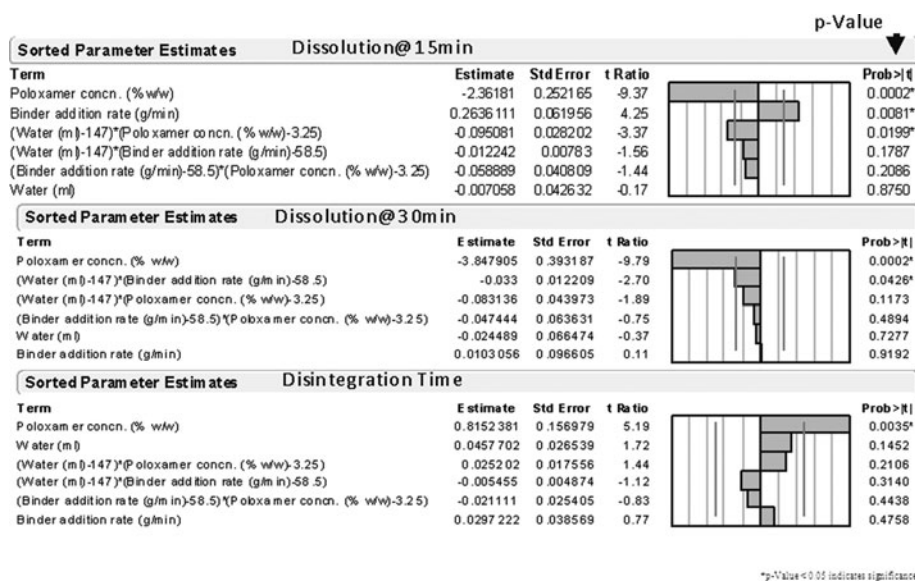 p-Value
Sorted Parameter Estimates Dissolution@15min
Term Estimate Std Error t Ratio Prob>|t|
Poloxamer concn. (% w/w) -2.36181 0.252165 -9.37 0.0002*
Binder addition rate (g/min) 0.2636111 0.061956 4.25 0.0081*
(Water (ml)-147)*(Poloxamer concn. (% w/w)-3.25) -0.095081 0.028202 -3.37 0.0199*
(Water (ml)-147)*(Binder addition rate (g/min)-58.5) -0.012242 0.00783 -1.56 0.1787
(Binder addition rate (g/min)-58.5)*(Poloxamer concn. (% w/w)-3.25) -0.058889 0.040809 -1.44 0.2086
Water (ml) -0.007058 0.042632 -0.17 0.8750
Sorted Parameter Estimates Dissolution@30min
Term Estimate Std Error t Ratio Prob>|t|
Poloxamer concn. (% w/w) -3.847905 0.393187 -9.79 0.0002*
(Water (ml)-147)*(Binder addition rate (g/min)-58.5) -0.033 0.012209 -2.70 0.0426*
(Water (ml)-147)*(Poloxamer concn. (% w/w)-3.25) -0.083136 0.043973 -1.89 0.1173
(Binder addition rate (g/min)-58.5)*(Poloxamer concn. (% w/w)-3.25) -0.047444 0.063631 -0.75 0.4894
Water (ml) -0.024489 0.066474 -0.37 0.7277
Binder addition rate (g/min) 0.0103056 0.096605 0.11 0.9192
Sorted Parameter Estimates Disintegration Time
Term Estimate Std Error t Ratio Prob>|t|
Poloxamer concn. (% w/w) 0.8152381 0.156979 5.19 0.0035*
Water (ml) 0.0457702 0.026539 1.72 0.1452
(Water (ml)-147)*(Poloxamer concn. (% w/w)-3.25) 0.025202 0.017556 1.44 0.2106
(Water (ml)-147)*(Binder addition rate (g/min)-58.5) -0.005455 0.004874 -1.12 0.3140
(Binder addition rate (g/min)-58.5)*(Poloxamer concn. (% w/w)-3.25) -0.021111 0.025405 -0.83 0.4438
Binder addition rate (g/min) 0.0297222 0.038569 0.77 0.4758
*p-Value<0.05 indicates significance